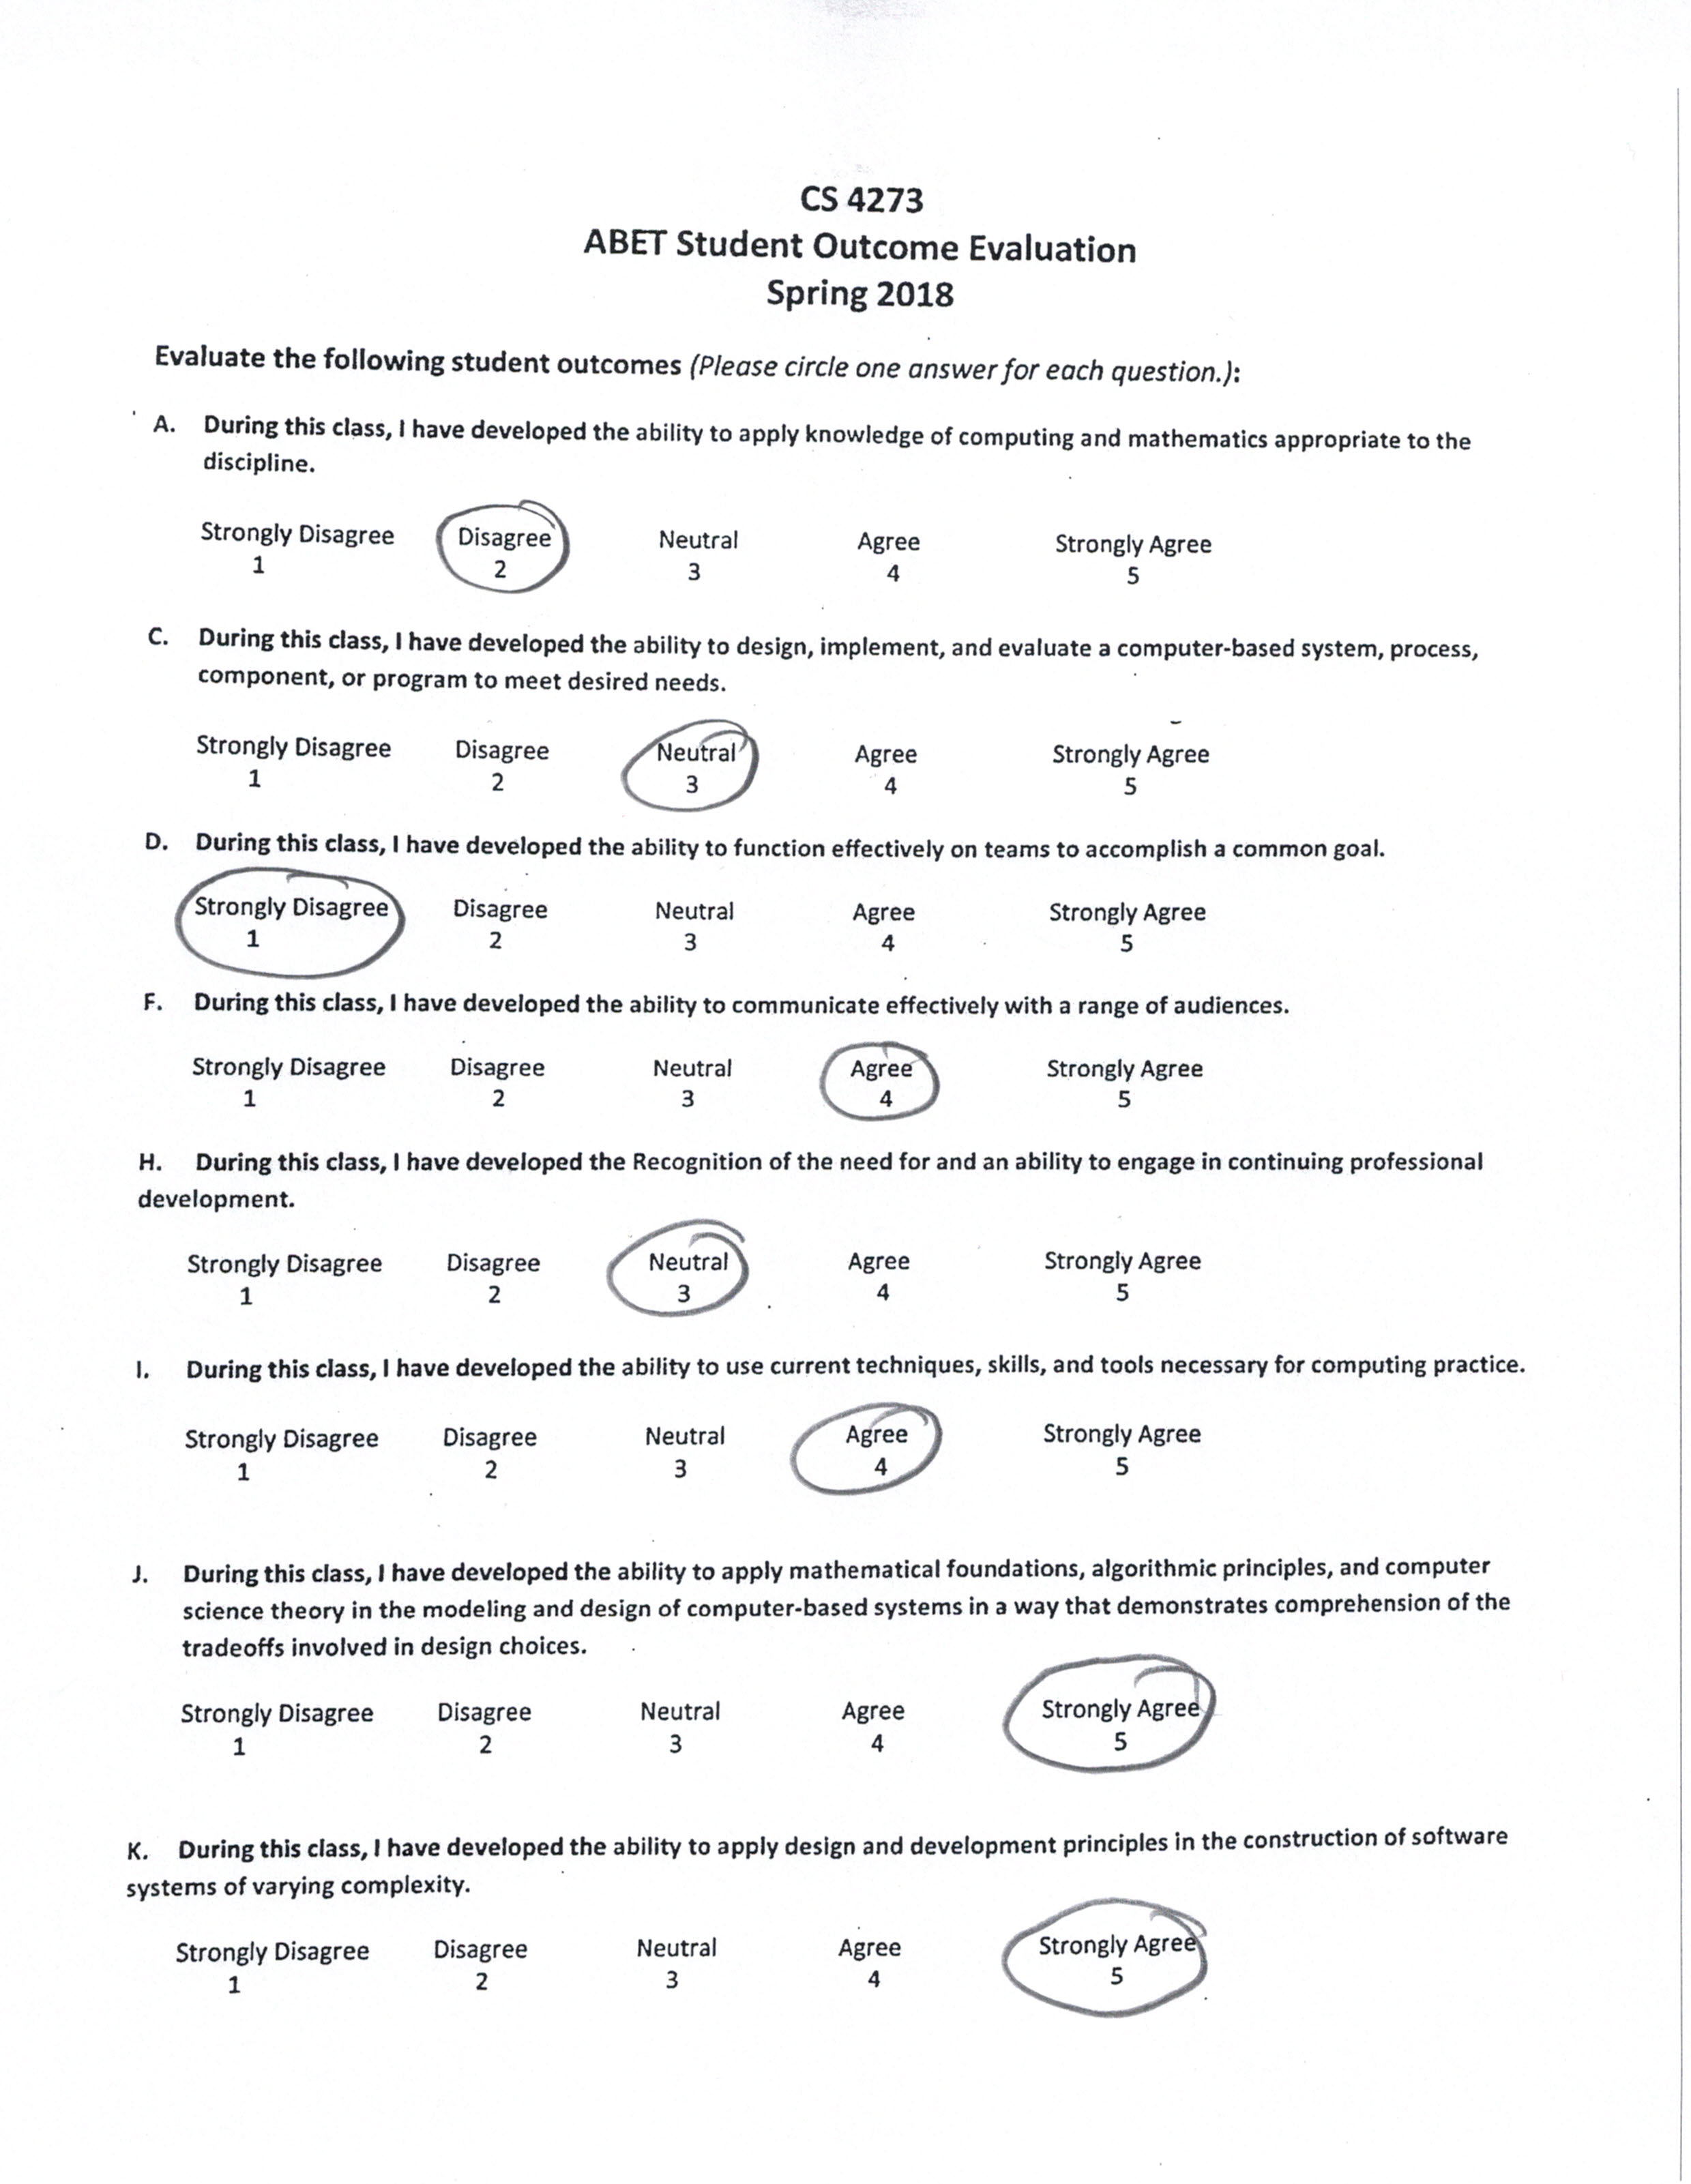 CS 4273
ABET Student Outcome Evaluation
Spring 2018
Evaluate the following student outcomes (Please circle one answer for each question.):
A. During this class, I have developed the ability to apply knowledge of computing and mathematics appropriate to the
discipline.
Strongly Disagree Disagree Neutral Agree Strongly Agree
1 2 3 4 5
C. During this class, I have developed the ability to design, implement, and evaluate a computer-based system, process,
component, or program to meet desired needs.
Strongly Disagree Disagree Neutral Agree Strongly Agree
1 2 3 4 5
D. During this class, I have developed the ability to function effectively on teams to accomplish a common goal.
Strongly Disagree Disagree Neutral Agree Strongly Agree
1 2 3 4 5
F. During this class, I have developed the ability to communicate effectively with a range of audiences.
Strongly Disagree Disagree Neutral Agree Strongly Agree
1 2 3 4 5
H. During this class, I have developed the Recognition of the need for and an ability to engage in continuing professional
development.
Strongly Disagree Disagree Neutral Agree Strongly Agree
1 2 3 4 5
I. During this class, I have developed the ability to use current techniques, skills, and tools necessary for computing practice.
Strongly Disagree Disagree Neutral Agree Strongly Agree
1 2 3 4 5
J. During this class, I have developed the ability to apply mathematical foundations, algorithmic principles, and computer
science theory in the modeling and design of computer-based systems in a way that demonstrates comprehension of the
tradeoffs involved in design choices.
Strongly Disagree Disagree Neutral Agree Strongly Agree
1 2 3 4 5
K. During this class, I have developed the ability to apply design and development principles in the construction of software
systems of varying complexity.
Strongly Disagree Disagree Neutral Agree Strongly Agree
1 2 3 4 5